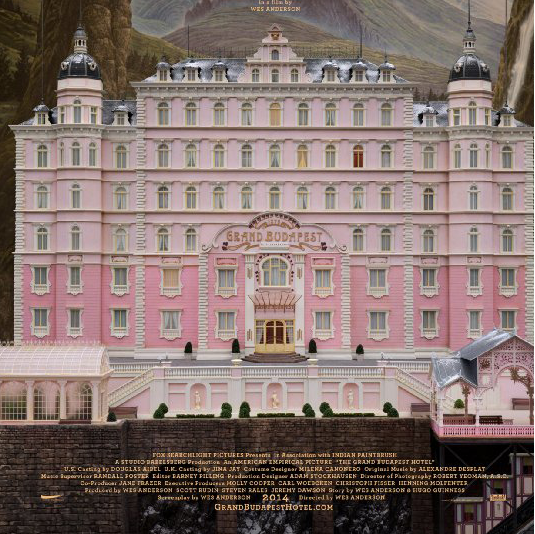 in a film by
WES ANDERSON
GRAND BUDAPEST
FOX SEARCHLIGHT PICTURES Presents in Association with INDIAN PAINTBRUSH
A STUDIO BABELSBERG Production An AMERICAN EMPIRICAL PICTURE "THE GRAND BUDAPEST HOTEL"
U.S. Casting by DOUGLAS AIBEL U.K. Casting by JINA JAY Costume Designer MILENA CANONERO Original Music by ALEXANDRE DESPLAT
Music Supervisor RANDALL POSTER Editor BARNEY PILLING Production Designer ADAM STOCKHAUSEN Director of Photography ROBERT YEOMAN, A.S.C.
Co-Producer JANE FRAZER Executive Producers MOLLY COOPER CARL WOEBCKEN CHRISTOPH FISSER HENNING MOLFENTER
Produced by WES ANDERSON SCOTT RUDIN STEVEN RALES JEREMY DAWSON Story by WES ANDERSON & HUGO GUINNESS
Screenplay by WES ANDERSON 2014 Directed by WES ANDERSON
GRANDBUDAPESTHOTEL.COM